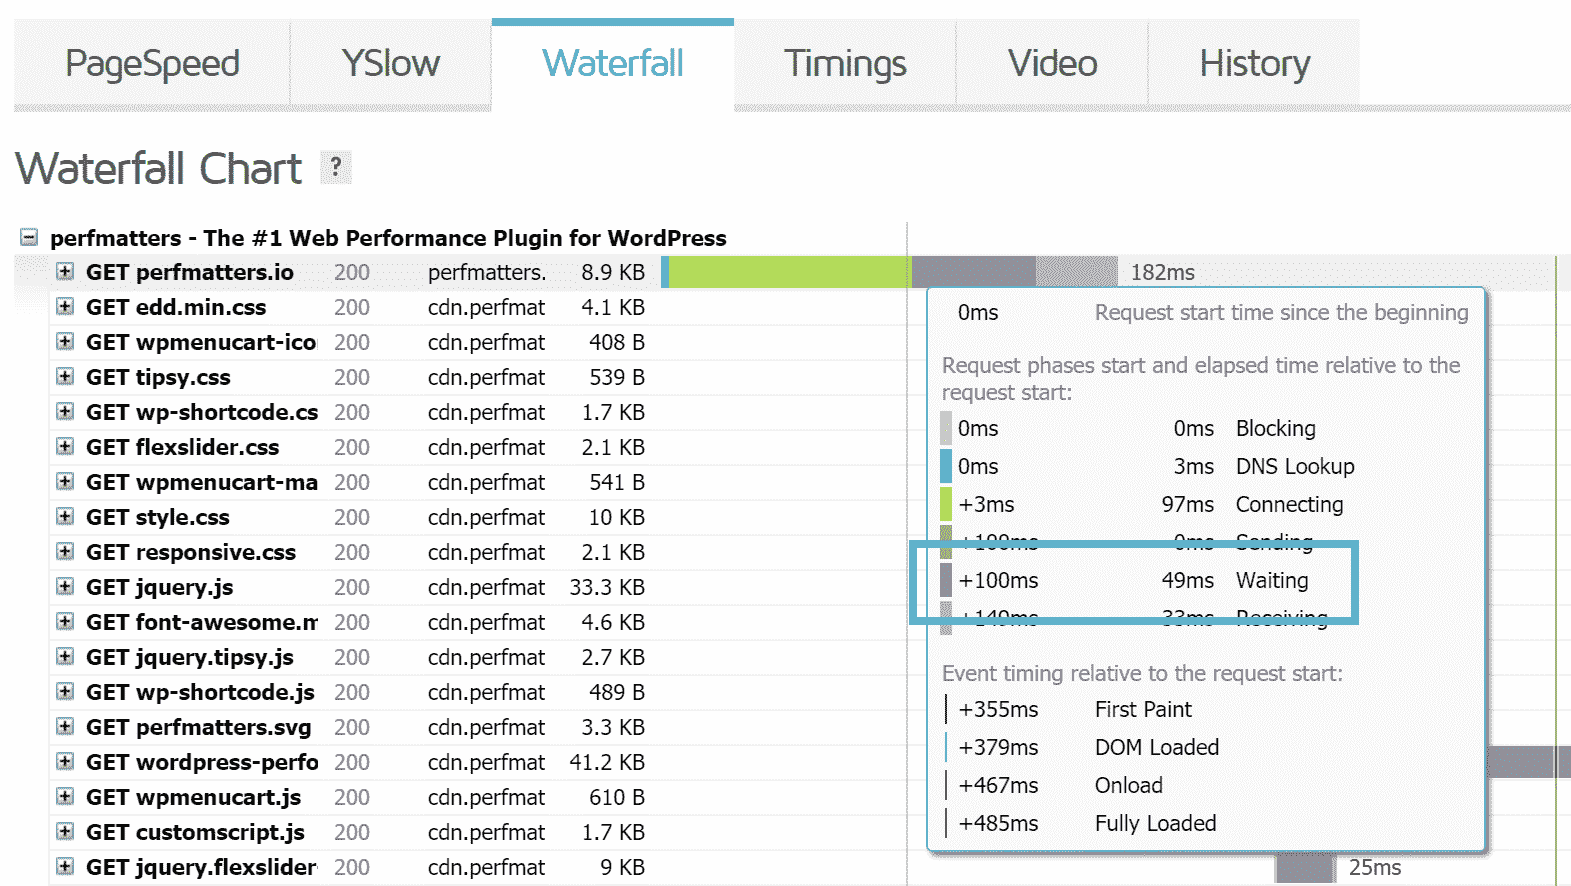 PageSpeed YSlow Waterfall Timings Video History
Waterfall Chart ?
perfmatters - The #1 Web Performance Plugin for WordPress
GET perfmatters.io 200 perfmatters. 8.9 KB 182ms
GET edd.min.css 200 cdn.perfmat 4.1 KB
GET wpmenucart-ico 200 cdn.perfmat 408 B
GET tipsy.css 200 cdn.perfmat 539 B
GET wp-shortcode.cs 200 cdn.perfmat 1.7 KB
GET flexslider.css 200 cdn.perfmat 2.1 KB
GET wpmenucart-ma 200 cdn.perfmat 541 B
GET style.css 200 cdn.perfmat 10 KB
GET responsive.css 200 cdn.perfmat 2.1 KB
GET jquery.js 200 cdn.perfmat 33.3 KB
GET font-awesome.m 200 cdn.perfmat 4.6 KB
GET jquery.tipsy.js 200 cdn.perfmat 2.7 KB
GET wp-shortcode.js 200 cdn.perfmat 489 B
GET perfmatters.svg 200 cdn.perfmat 3.3 KB
GET wordpress-perfo 200 cdn.perfmat 41.2 KB
GET wpmenucart.js 200 cdn.perfmat 610 B
GET customscript.js 200 cdn.perfmat 1.7 KB
GET jquery.flexslider 200 cdn.perfmat 9 KB 25ms
0ms Request start time since the beginning
Request phases start and elapsed time relative to the
request start:
0ms 0ms Blocking
0ms 3ms DNS Lookup
+3ms 97ms Connecting
+100ms 0ms Sending
+100ms 49ms Waiting
+149ms 33ms Receiving
Event timing relative to the request start:
+355ms First Paint
+379ms DOM Loaded
+467ms Onload
+485ms Fully Loaded